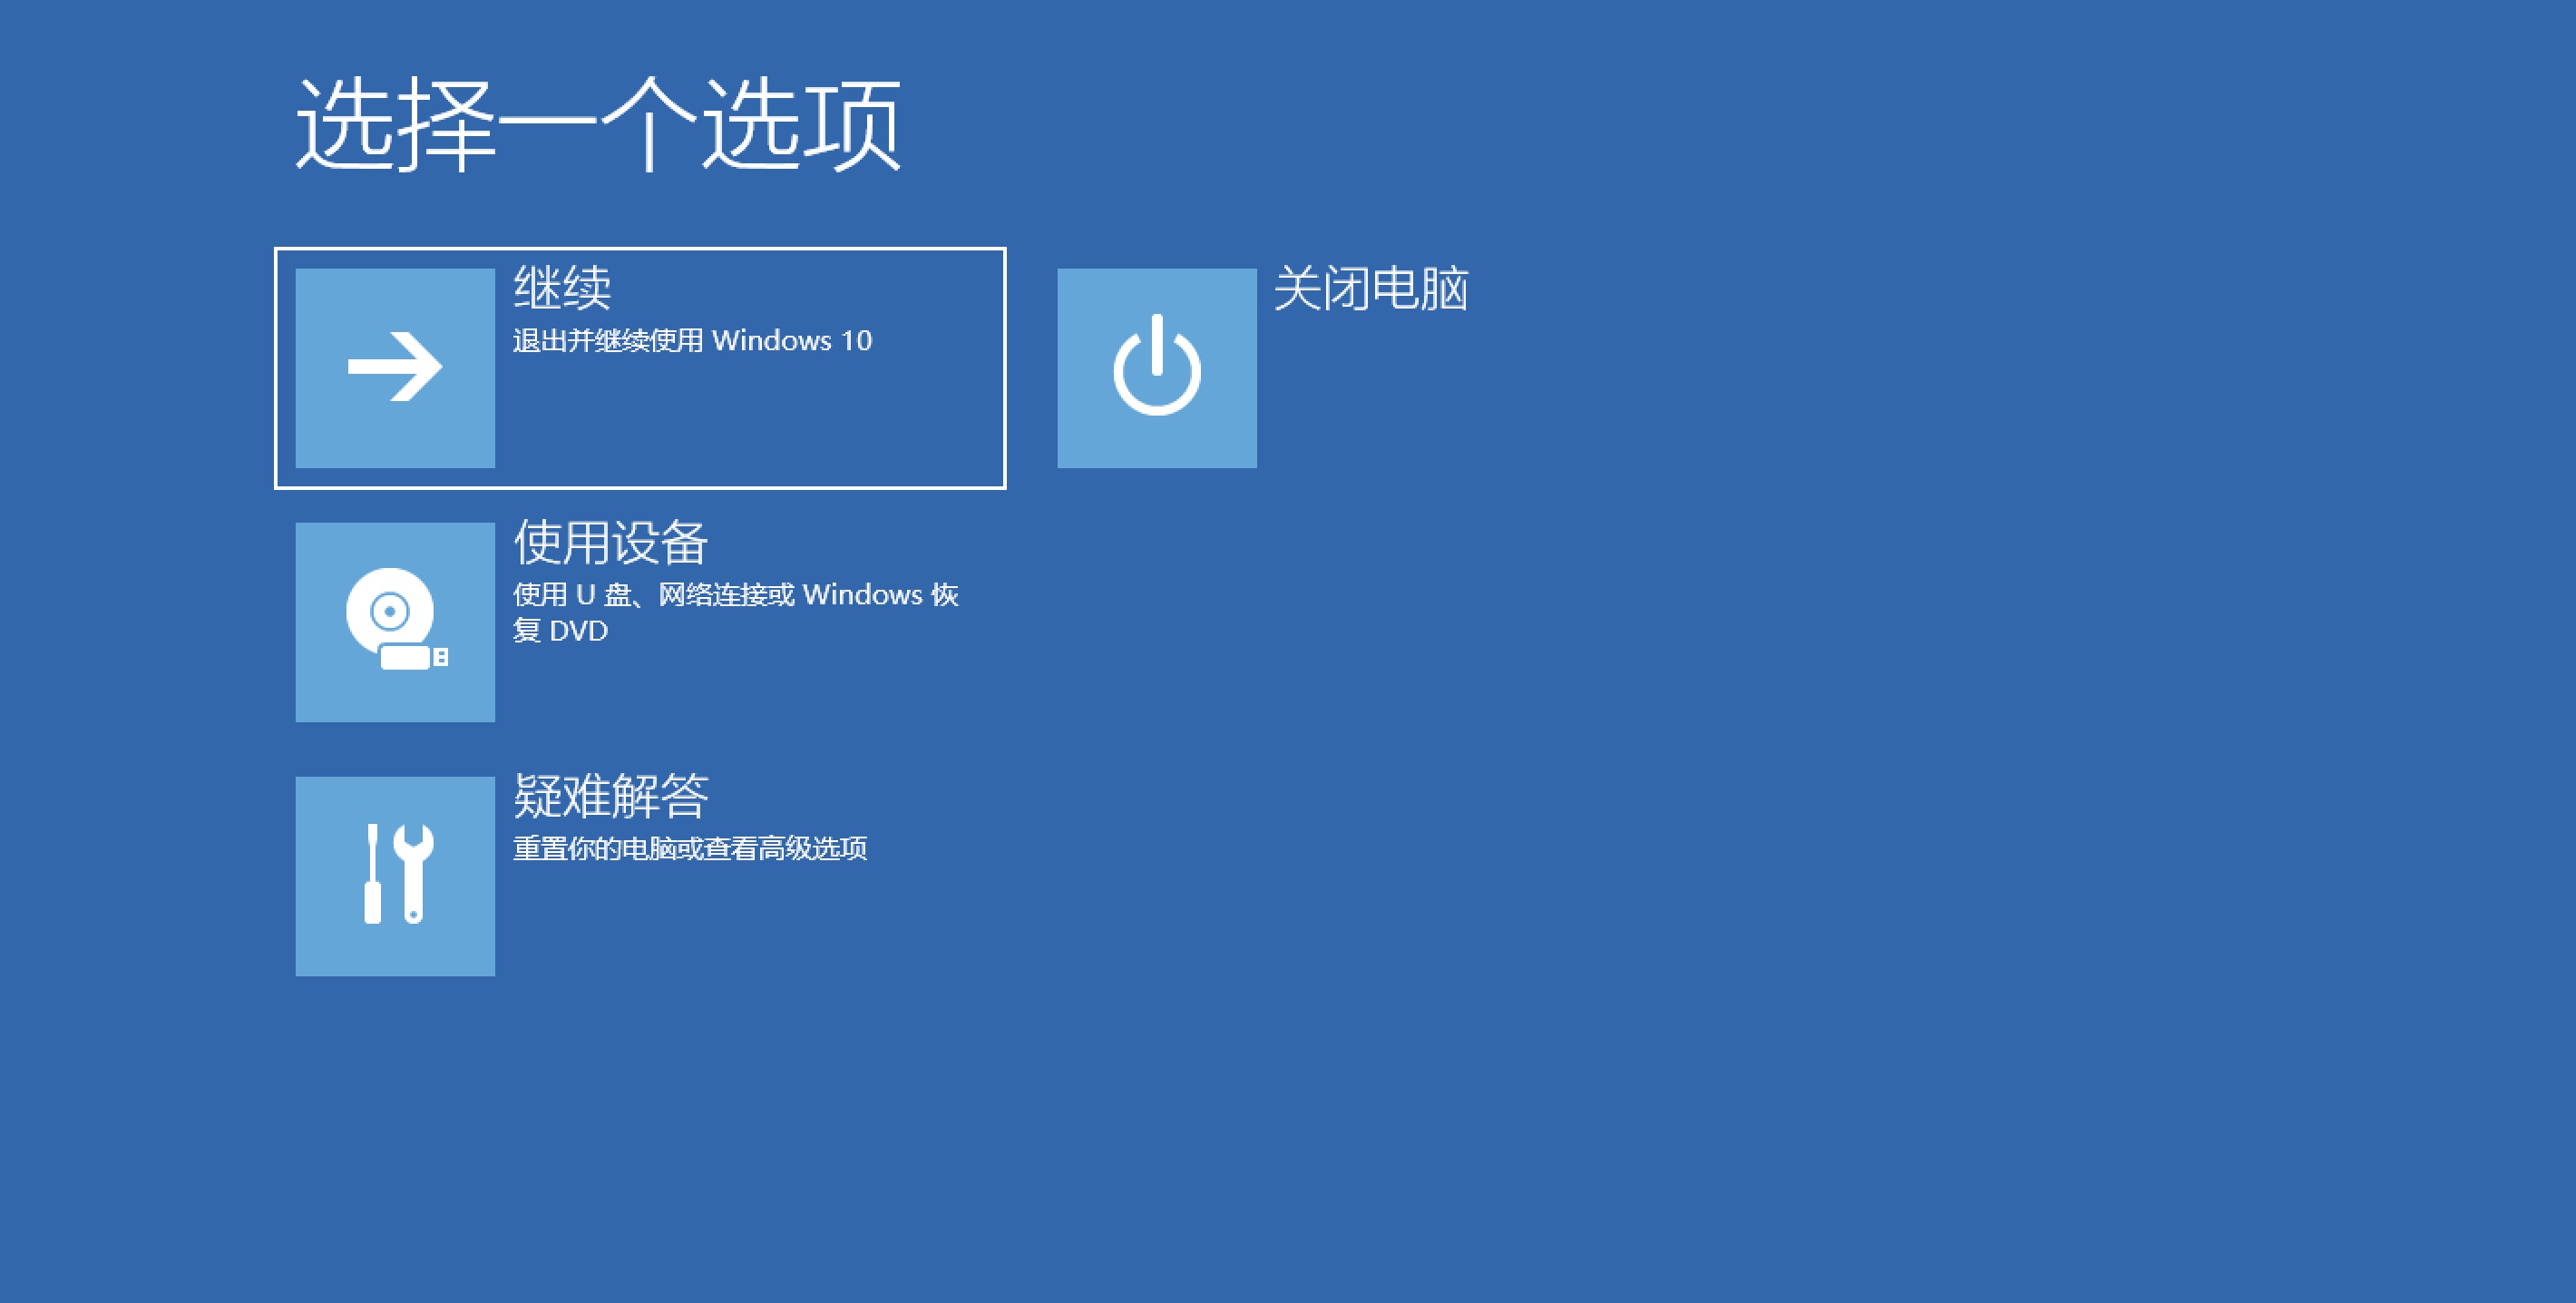 选择一个选项
继续
退出并继续使用 Windows 10
关闭电脑
使用设备
使用 U 盘、网络连接或 Windows 恢
复 DVD
疑难解答
重置你的电脑或查看高级选项